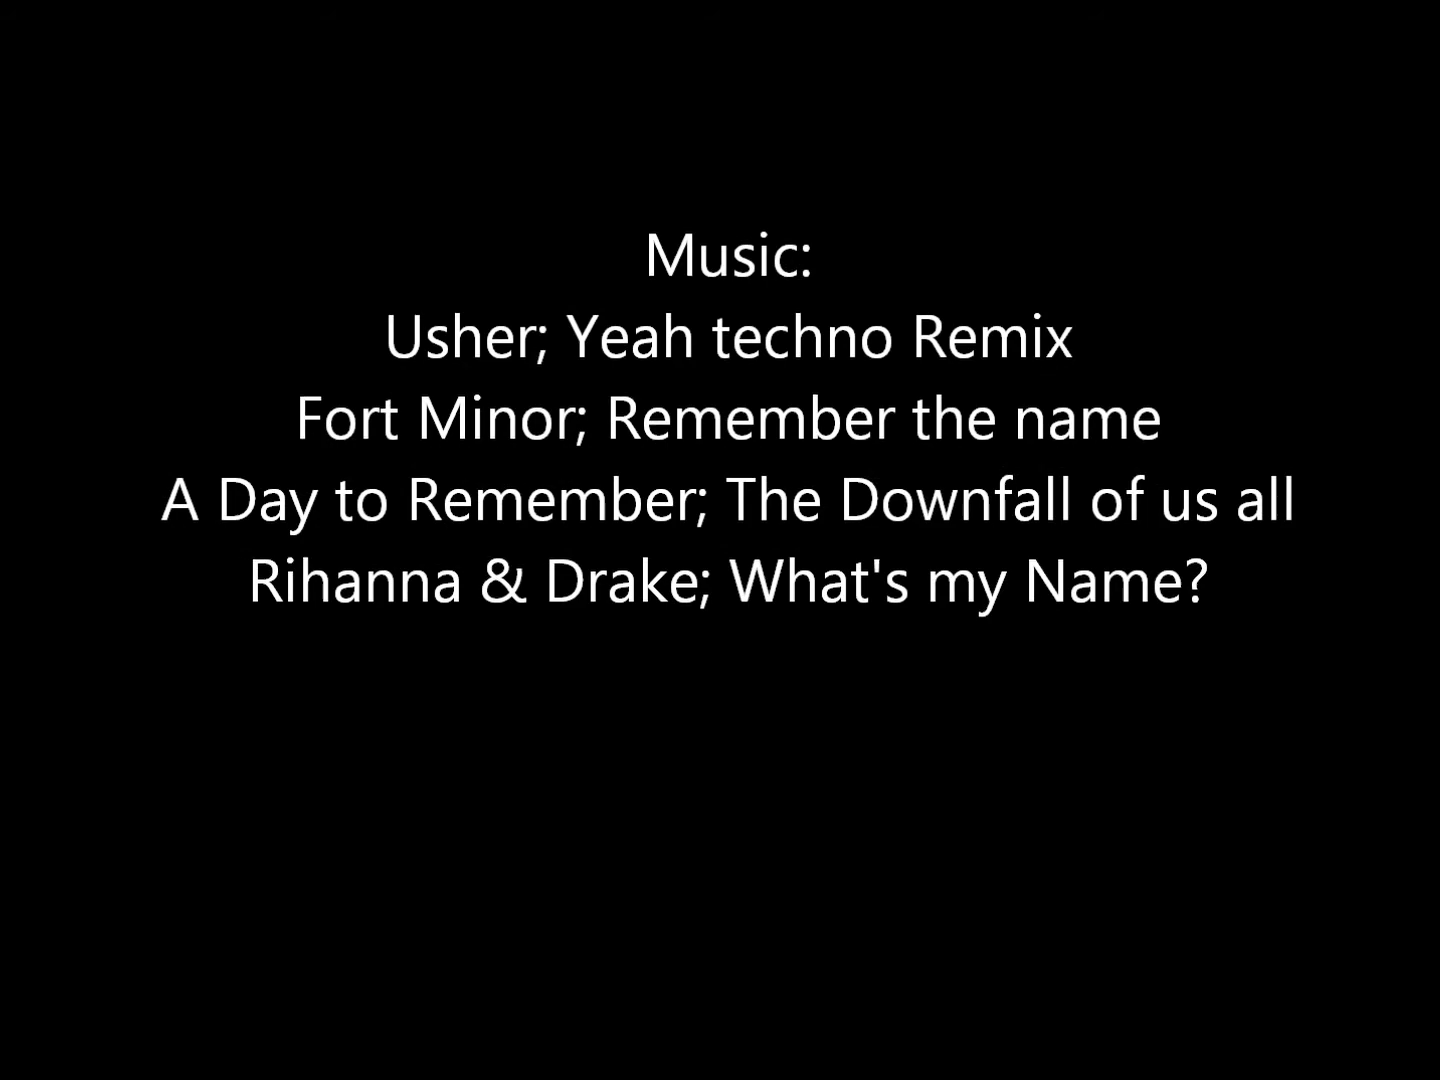 Music:
Usher; Yeah techno Remix
Fort Minor; Remember the name
A Day to Remember; The Downfall of us all
Rihanna & Drake; What's my Name?